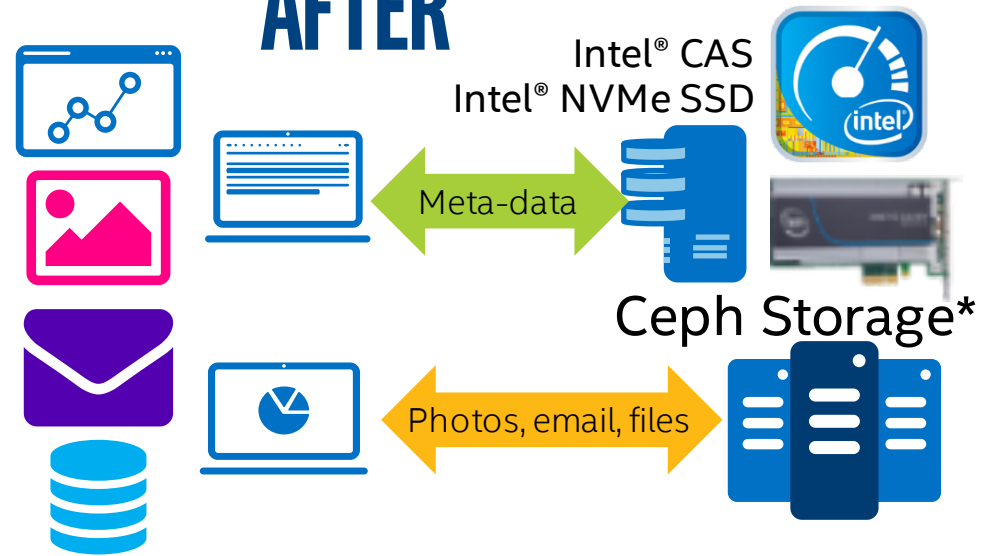 AFTER
Intel® CAS
Intel® NVMe SSD
intel
Meta-data
Ceph Storage*
Photos, email, files